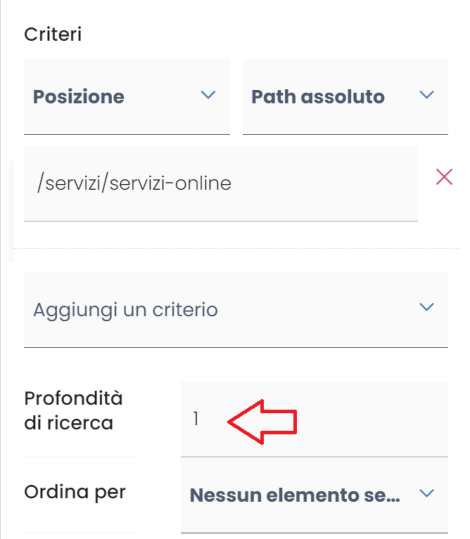 Criteri
Posizione
Path assoluto
/servizi/servizi-online
Aggiungi un criterio
Profondità
di ricerca
1
Ordina per
Nessun elemento se...